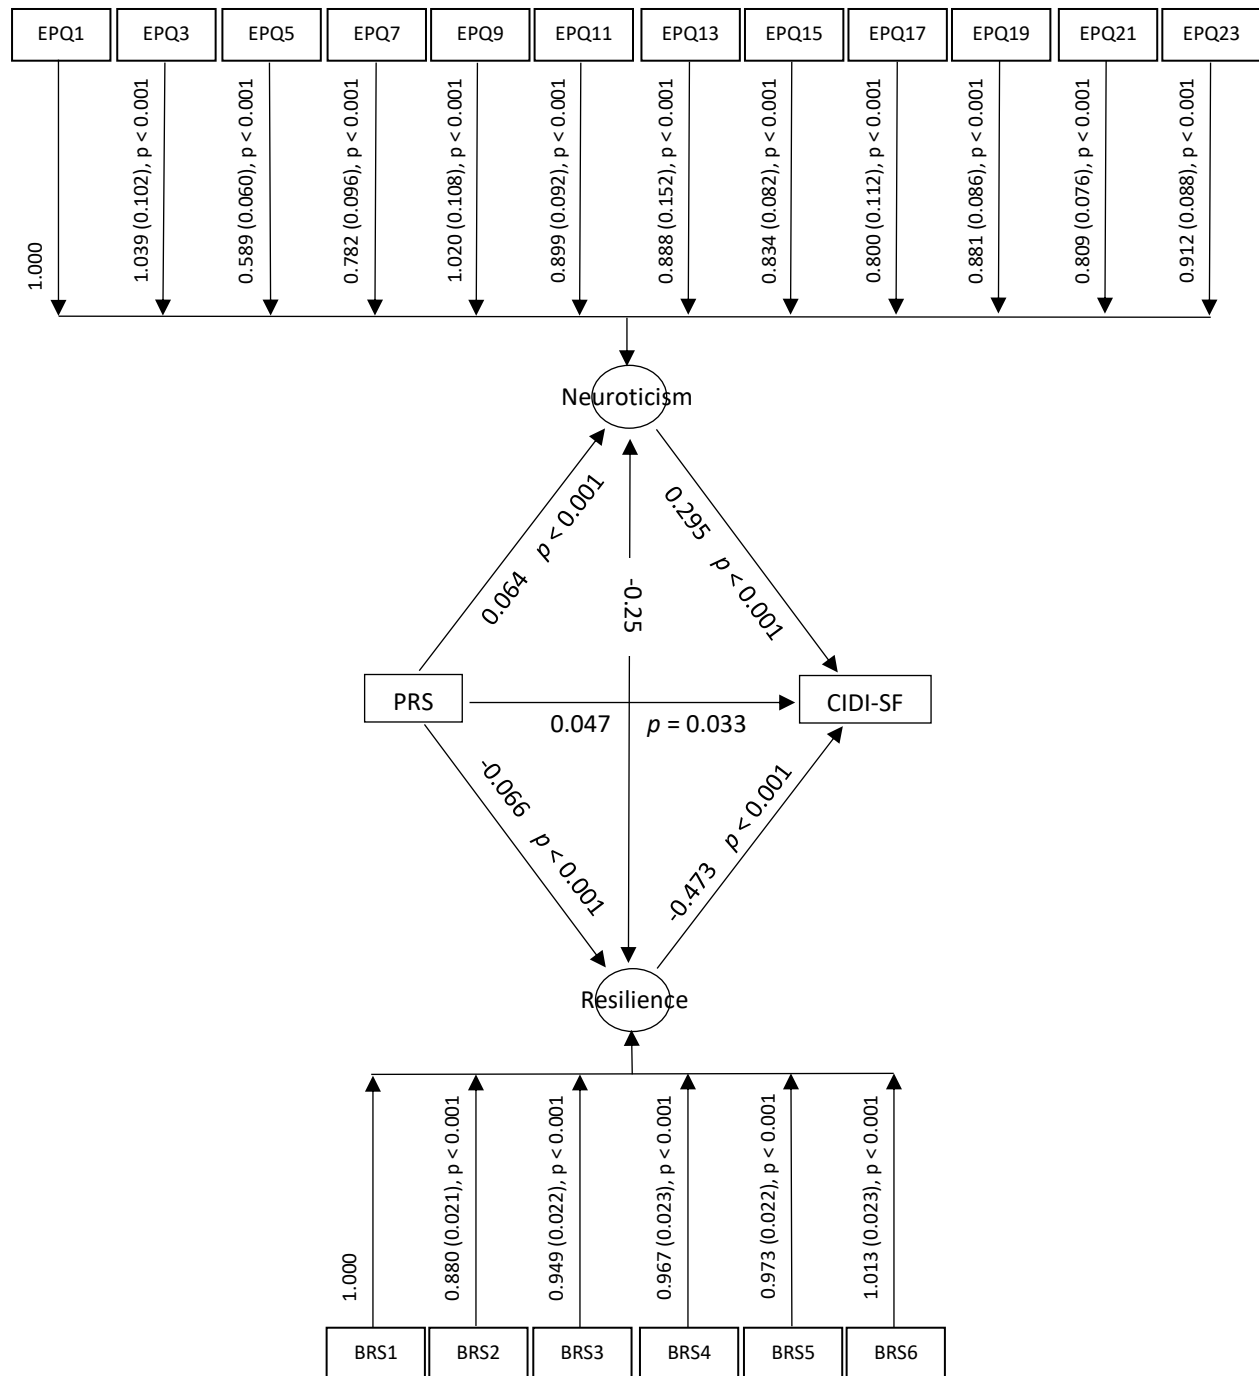 EPQ1
EPQ3
EPQ5
EPQ7
EPQ9
EPQ11
EPQ13
EPQ15
EPQ17
EPQ19
EPQ21
EPQ23
1.000
1.039 (0.102), p < 0.001
0.589 (0.060), p < 0.001
0.782 (0.096), p < 0.001
1.020 (0.108), p < 0.001
0.899 (0.092), p < 0.001
0.888 (0.152), p < 0.001
0.834 (0.082), p < 0.001
0.800 (0.112), p < 0.001
0.881 (0.086), p < 0.001
0.809 (0.076), p < 0.001
0.912 (0.088), p < 0.001
Neuroticism
0.064 p < 0.001
0.295 p < 0.001
-0.25
PRS
CIDI-SF
0.047 p = 0.033
-0.066 p < 0.001
-0.473 p < 0.001
Resilience
1.000
0.880 (0.021), p < 0.001
0.949 (0.022), p < 0.001
0.967 (0.023), p < 0.001
0.973 (0.022), p < 0.001
1.013 (0.023), p < 0.001
BRS1
BRS2
BRS3
BRS4
BRS5
BRS6